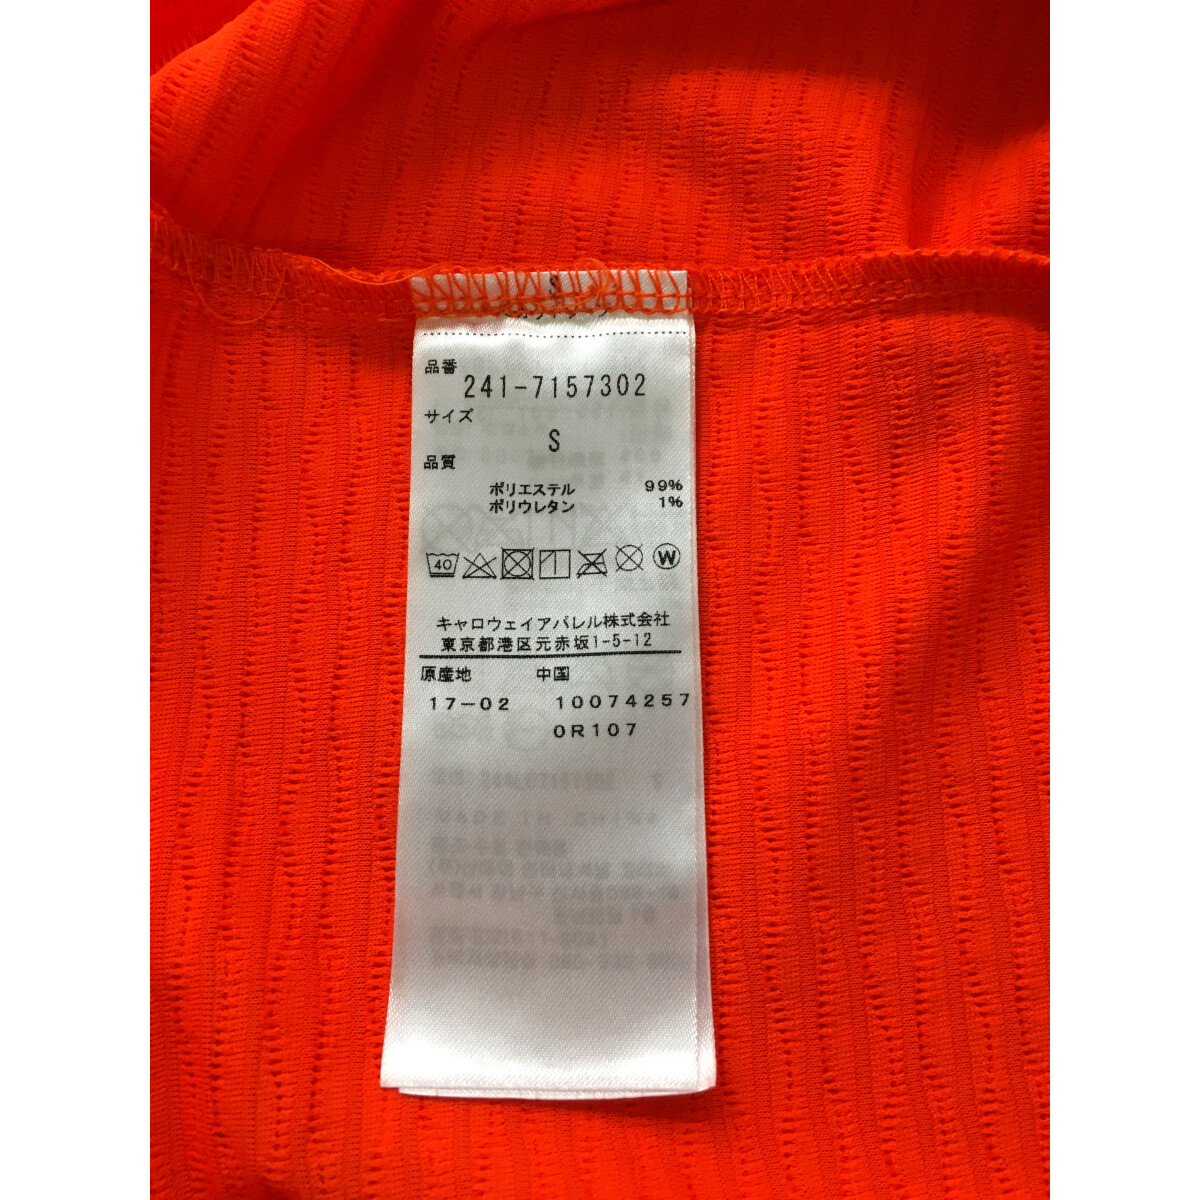 S
品番
241-7157302
サイズ
S
品質
ポリエステル 99%
ポリウレタン 1%
40 W
キャロウェイアパレル株式会社
東京都港区元赤坂1-5-12
原産地 中国
17-02 10074257
OR107